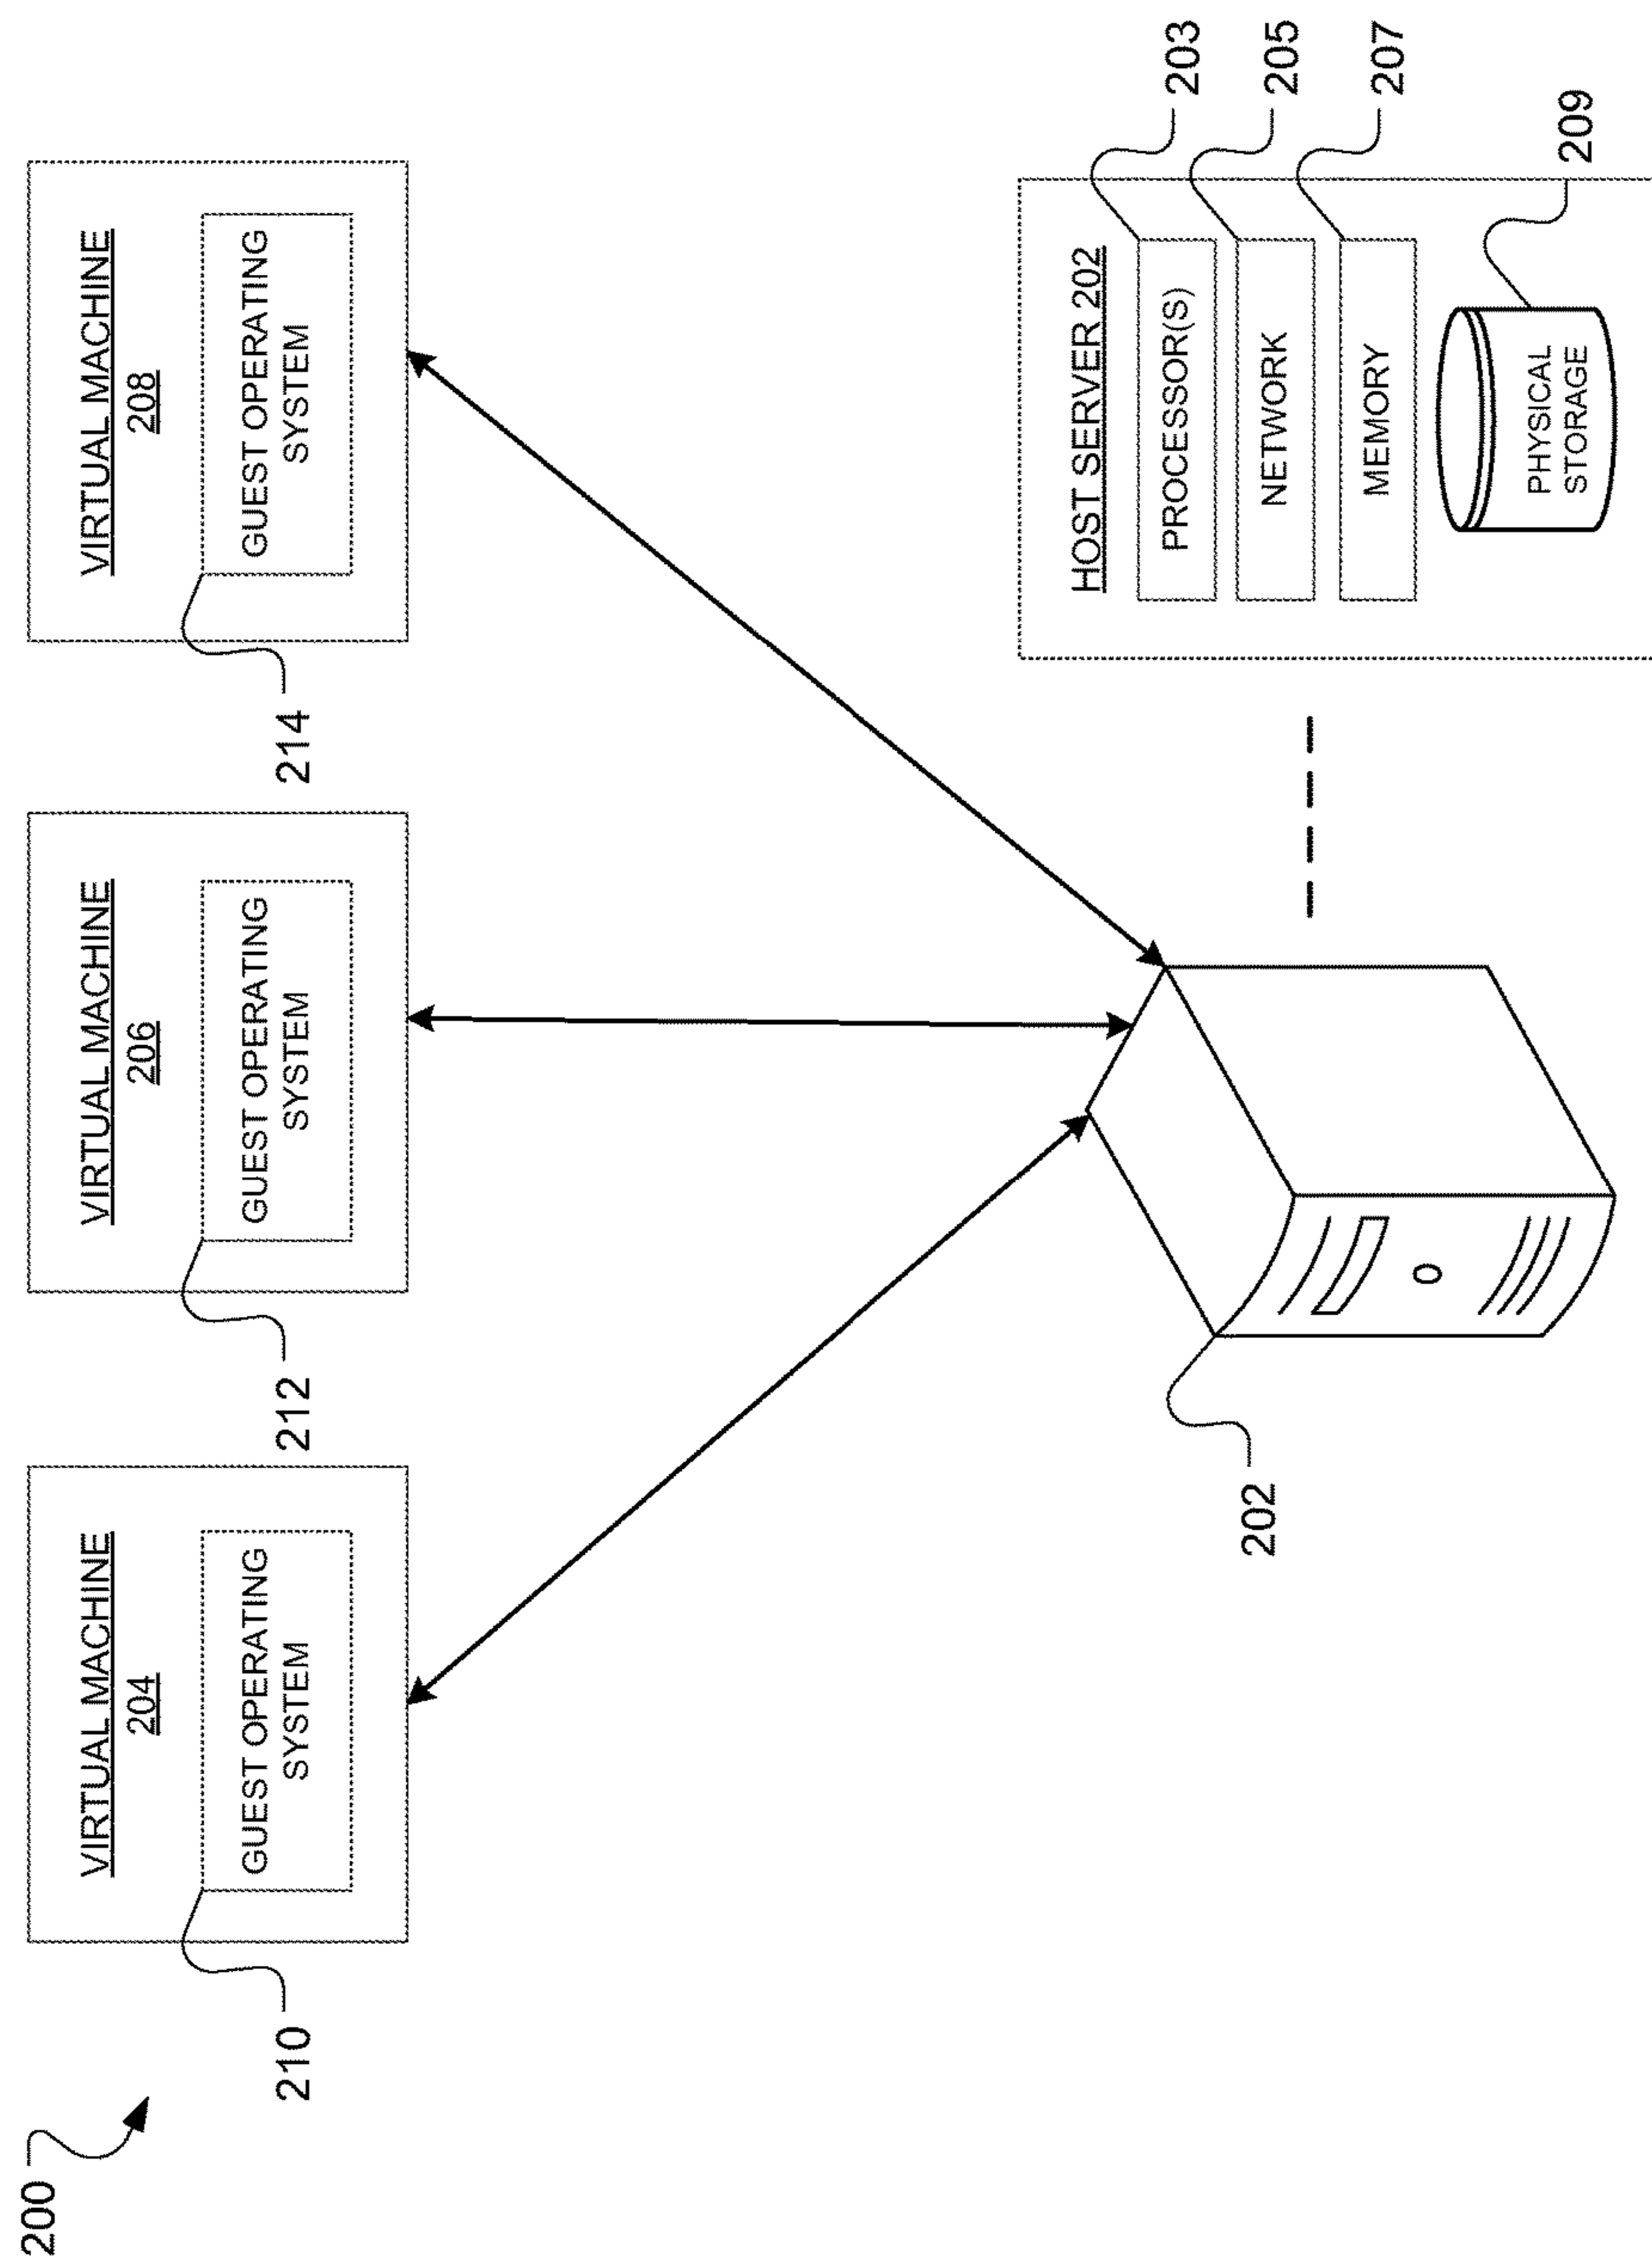 200
VIRTUAL MACHINE
204
GUEST OPERATING
SYSTEM
210
VIRTUAL MACHINE
206
GUEST OPERATING
SYSTEM
212
VIRTUAL MACHINE
208
GUEST OPERATING
SYSTEM
214
202
HOST SERVER 202
PROCESSOR(S)
203
NETWORK
205
MEMORY
207
PHYSICAL
STORAGE
209